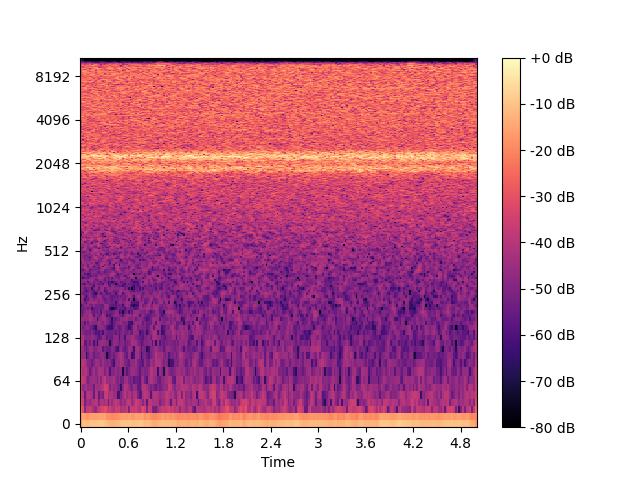 8192
4096
2048
1024
512
256
128
64
0
Hz
0 0.6 1.2 1.8 2.4 3 3.6 4.2 4.8
Time
+0 dB
-10 dB
-20 dB
-30 dB
-40 dB
-50 dB
-60 dB
-70 dB
-80 dB